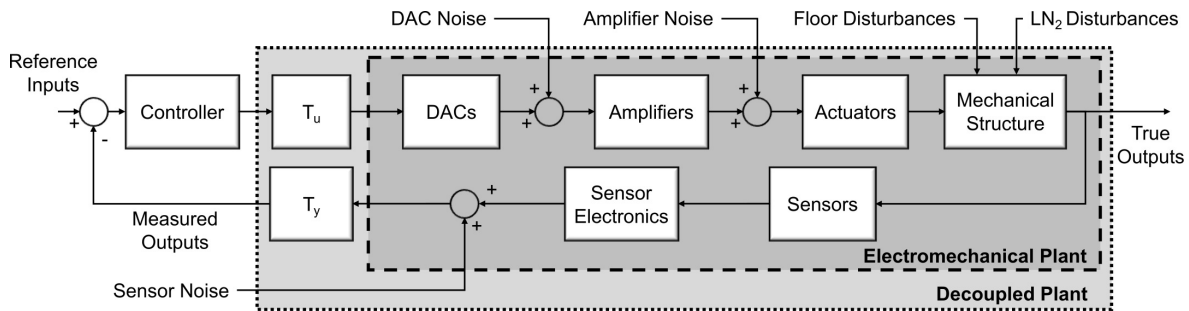 DAC Noise
Amplifier Noise
Floor Disturbances
LN₂ Disturbances
Reference
Inputs
+
-
Controller
Tᵤ
DACs
+
+
Amplifiers
+
+
Actuators
Mechanical
Structure
True
Outputs
Measured
Outputs
Tᵧ
+
+
Sensor
Electronics
Sensors
Electromechanical Plant
Sensor Noise
Decoupled Plant